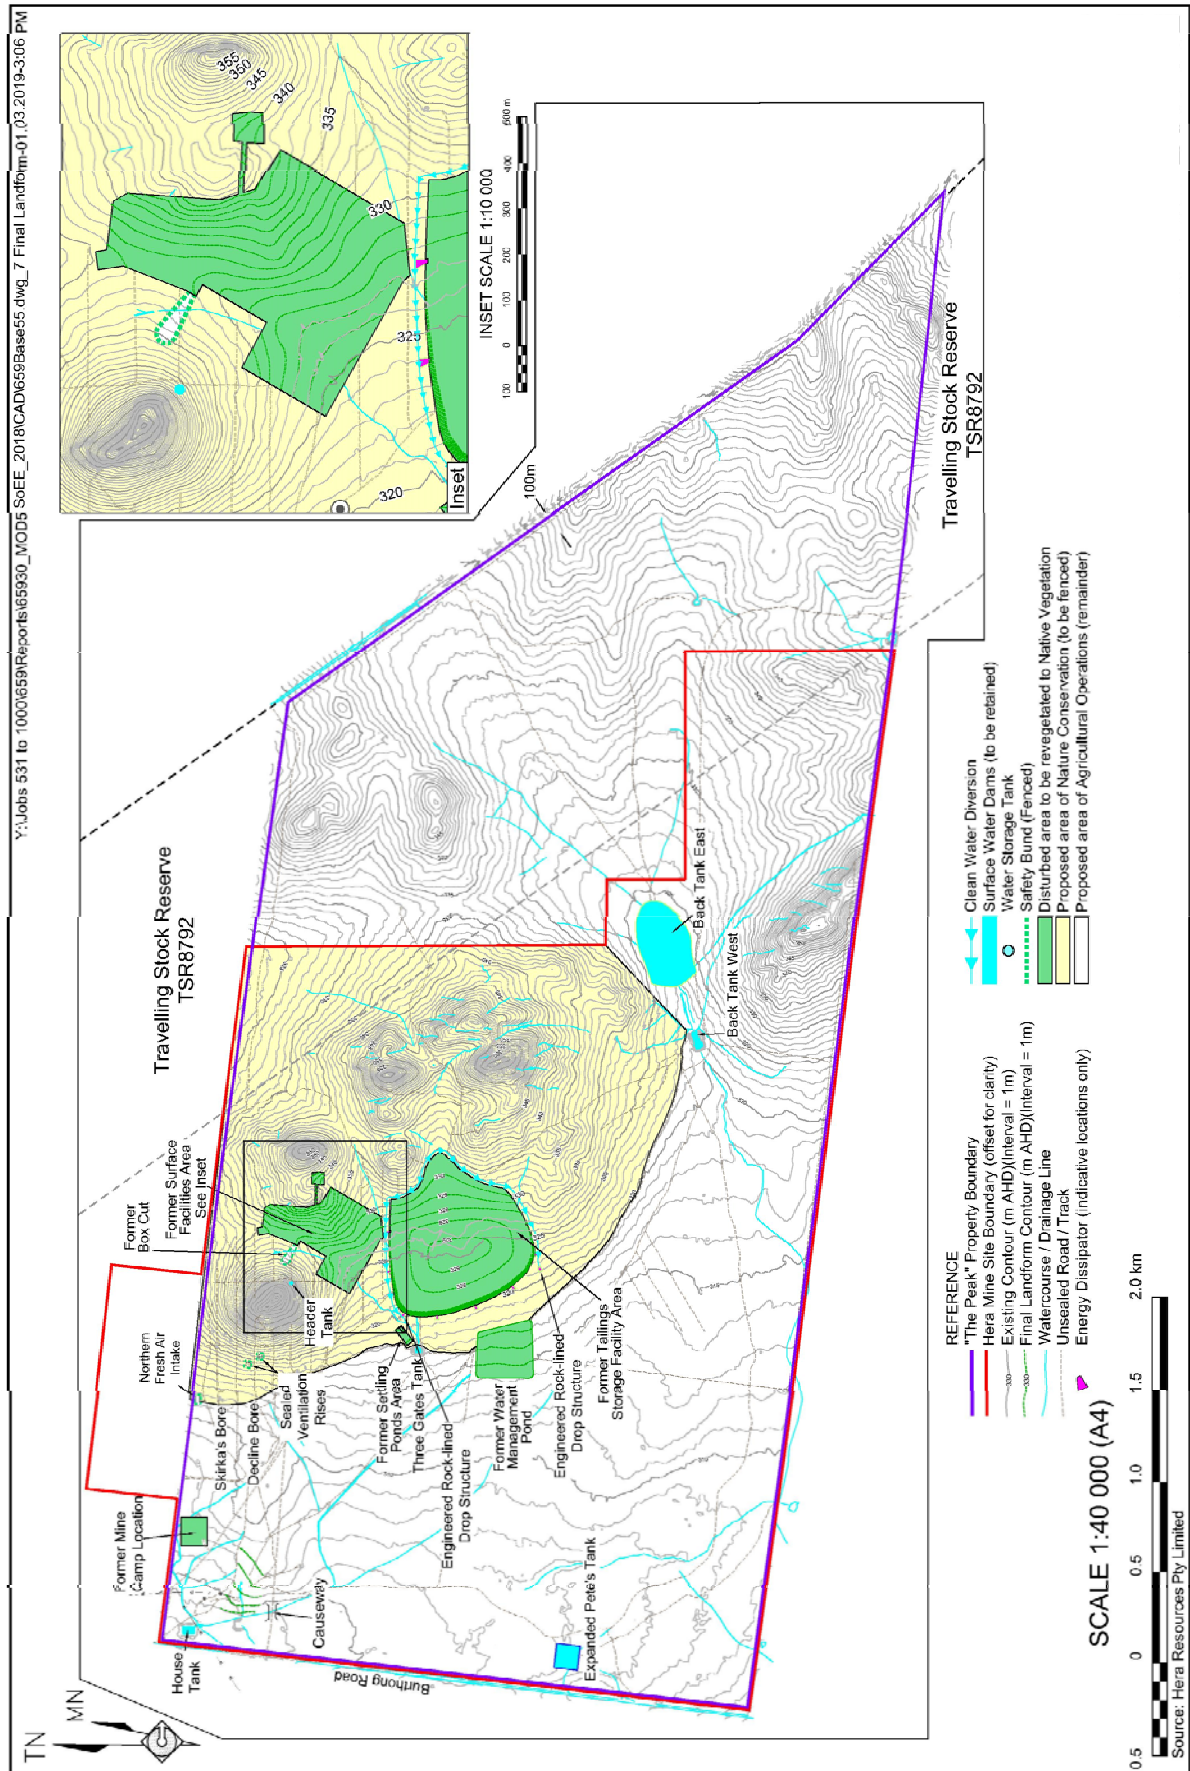 Y:\Jobs 531 to 1000\659\Reports\65930_MOD5 SoEE_2018\CAD\659Base55.dwg_7 Final Landform-01.03.2019-3:06 PM
TN
MN
355
350
345
340
335
330
325
320
Inset
INSET SCALE 1:10 000
100
0
100
200
300
400
500 m
100m
Travelling Stock Reserve
TSR8792
Travelling Stock Reserve
TSR8792
House
Tank
Former Mine
Camp Location
Causeway
Burthong Road
Expanded Pete's Tank
Northern
Fresh Air
Intake
Skirka's Bore
Decline Bore
Sealed
Ventilation
Rises
Former
Box Cut
Former Surface
Facilities Area
See Inset
Header
Tank
Former Settling
Ponds Area
Three Gates Tank
Engineered Rock-lined
Drop Structure
Former Water
Management
Pond
Engineered Rock-lined
Drop Structure
Former Tailings
Storage Facility Area
Back Tank West
Back Tank East
REFERENCE
"The Peak" Property Boundary
Hera Mine Site Boundary (offset for clarity)
330
Existing Contour (m AHD)(Interval = 1m)
330
Final Landform Contour (m AHD)(Interval = 1m)
Watercourse / Drainage Line
Unsealed Road / Track
Energy Dissipator (indicative locations only)
Clean Water Diversion
Surface Water Dams (to be retained)
Water Storage Tank
Safety Bund (Fenced)
Disturbed area to be revegetated to Native Vegetation
Proposed area of Nature Conservation (to be fenced)
Proposed area of Agricultural Operations (remainder)
SCALE 1:40 000 (A4)
0.5
0
0.5
1.0
1.5
2.0 km
Source: Hera Resources Pty Limited